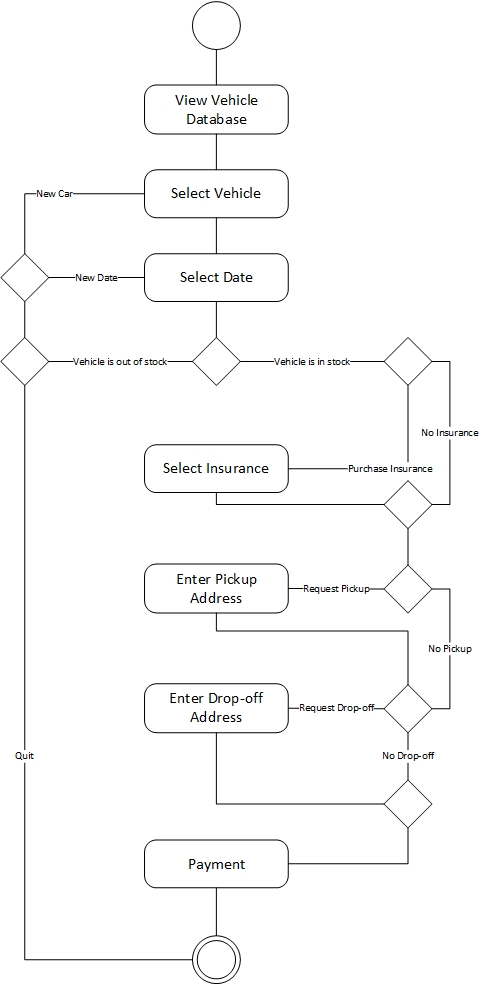 View Vehicle
Database
New Car
Select Vehicle
New Date
Select Date
Vehicle is out of stock
Vehicle is in stock
No Insurance
Select Insurance
Purchase Insurance
Enter Pickup
Address
Request Pickup
No Pickup
Enter Drop-off
Address
Request Drop-off
Quit
No Drop-off
Payment